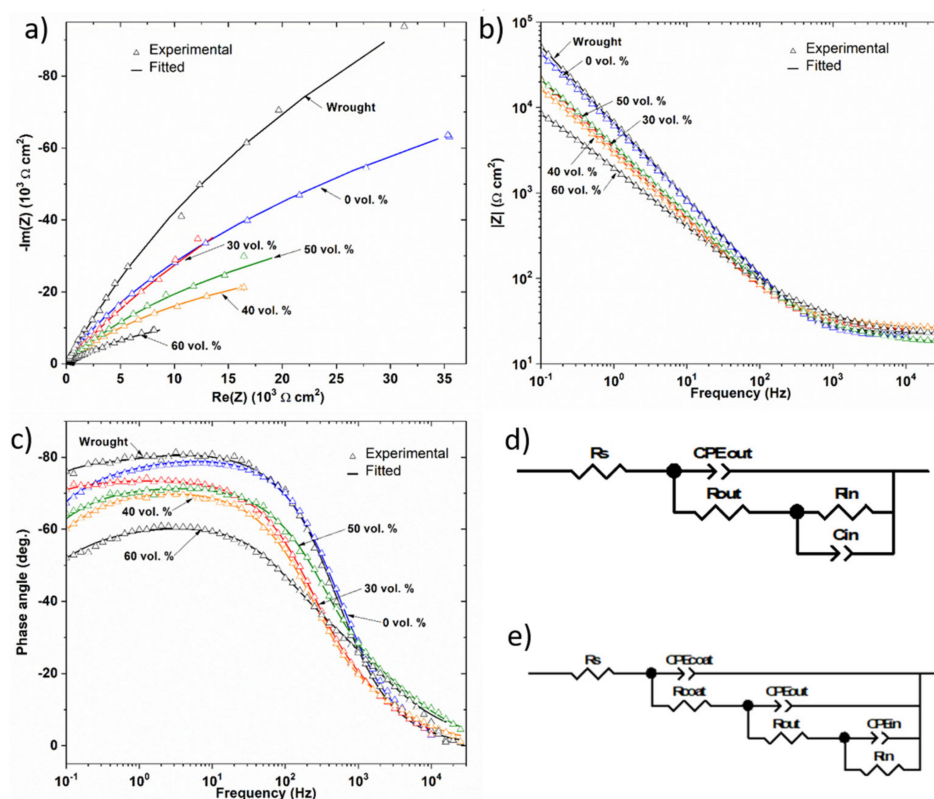 a)
-Im(Z) (10³ Ω cm²)
-80
-60
-40
-20
0
△ Experimental
— Fitted
Wrought
0 vol. %
30 vol. %
50 vol. %
40 vol. %
60 vol. %
0 5 10 15 20 25 30 35
Re(Z) (10³ Ω cm²)
b)
|Z| (Ω cm²)
10⁵
10⁴
10³
10²
10¹
Wrought
0 vol. %
△ Experimental
— Fitted
50 vol. %
30 vol. %
40 vol. %
60 vol. %
10⁻¹ 10⁰ 10¹ 10² 10³ 10⁴
Frequency (Hz)
c)
Phase angle (deg.)
-80
-60
-40
-20
0
Wrought
△ Experimental
— Fitted
40 vol. %
50 vol. %
60 vol. %
30 vol. %
0 vol. %
10⁻¹ 10⁰ 10¹ 10² 10³ 10⁴
Frequency (Hz)
d)
Rs
CPEout
Rout
Rin
Cin
e)
Rs
CPEcoat
Rcoat
CPEout
Rout
CPEin
Rin